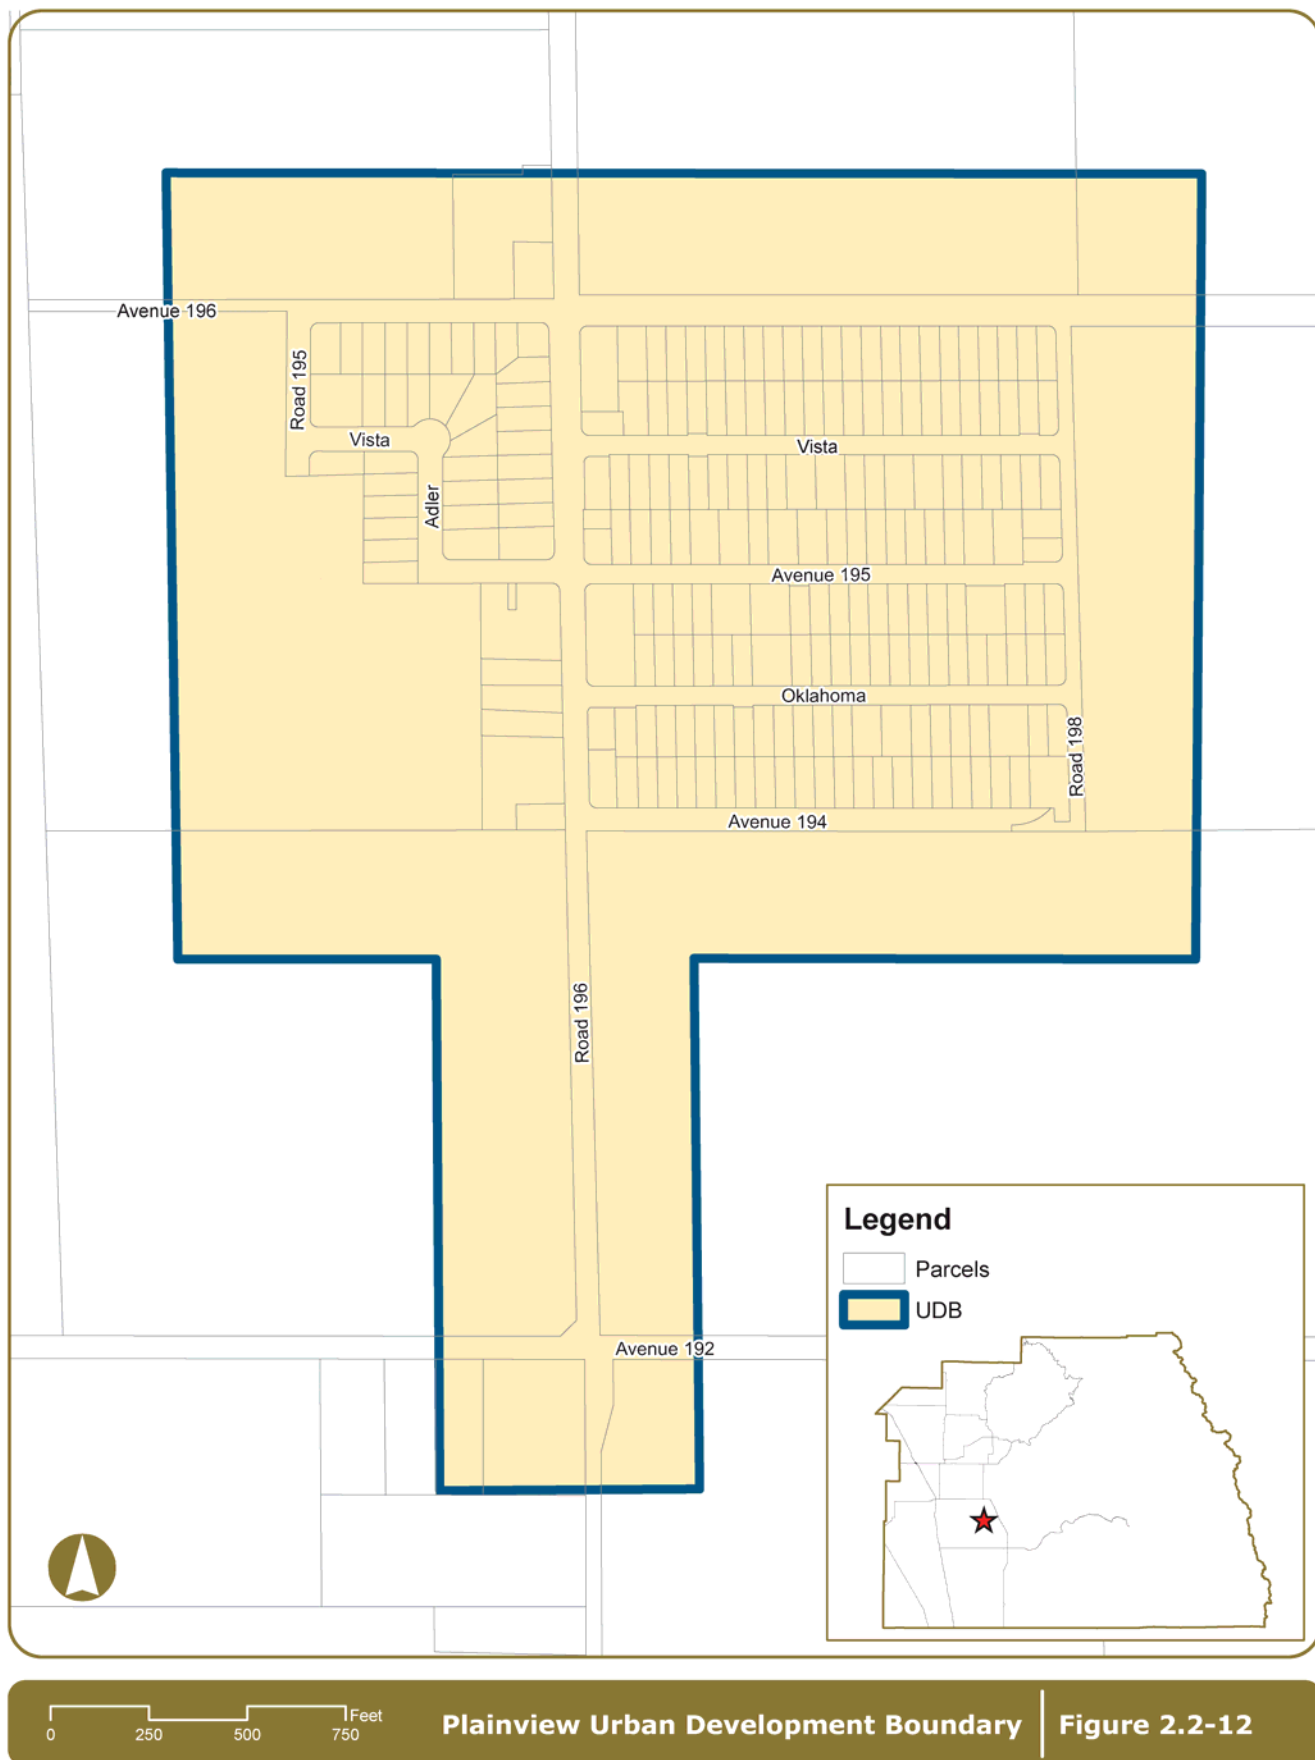 Avenue 196
Road 195
Vista
Vista
Adler
Avenue 195
Oklahoma
Road 198
Avenue 194
Road 196
Legend
Parcels
UDB
Avenue 192
Feet
0 250 500 750
Plainview Urban Development Boundary
Figure 2.2-12